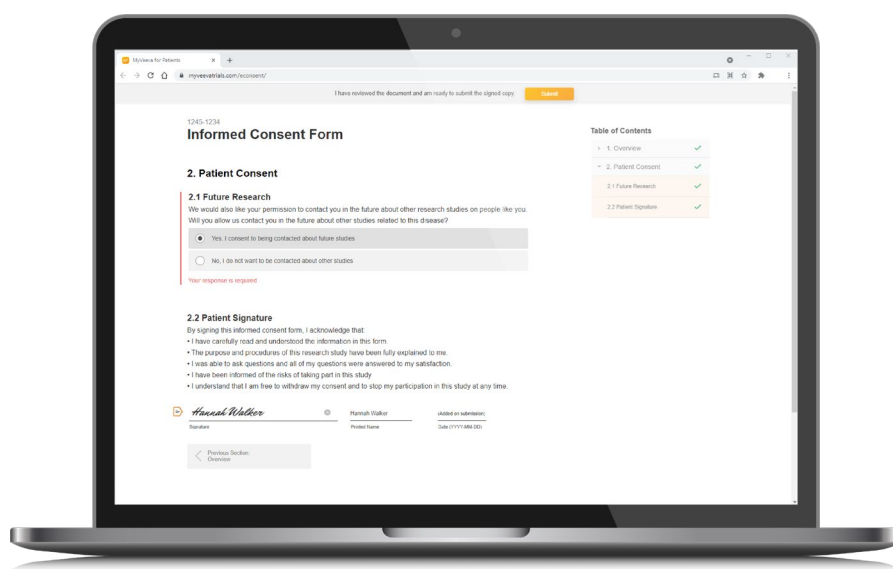 MyVeeva for Patients
myveevatrials.com/econsent/
I have reviewed the document and am ready to submit the signed copy.
Submit
1245-1234
Informed Consent Form
2. Patient Consent
2.1 Future Research
We would also like your permission to contact you in the future about other research studies on people like you.
Will you allow us contact you in the future about other studies related to this disease?
Yes, I consent to being contacted about future studies
No, I do not want to be contacted about other studies
Your response is required
2.2 Patient Signature
By signing this informed consent form, I acknowledge that:
• I have carefully read and understood the information in this form.
• The purpose and procedures of this research study have been fully explained to me.
• I was able to ask questions and all of my questions were answered to my satisfaction.
• I have been informed of the risks of taking part in this study
• I understand that I am free to withdraw my consent and to stop my participation in this study at any time.
Hannah Walker
Hannah Walker
(Added on submission)
Signature
Printed Name
Date (YYYY-MM-DD)
Previous Section:
Overview
Table of Contents
1. Overview
2. Patient Consent
2.1 Future Research
2.2 Patient Signature